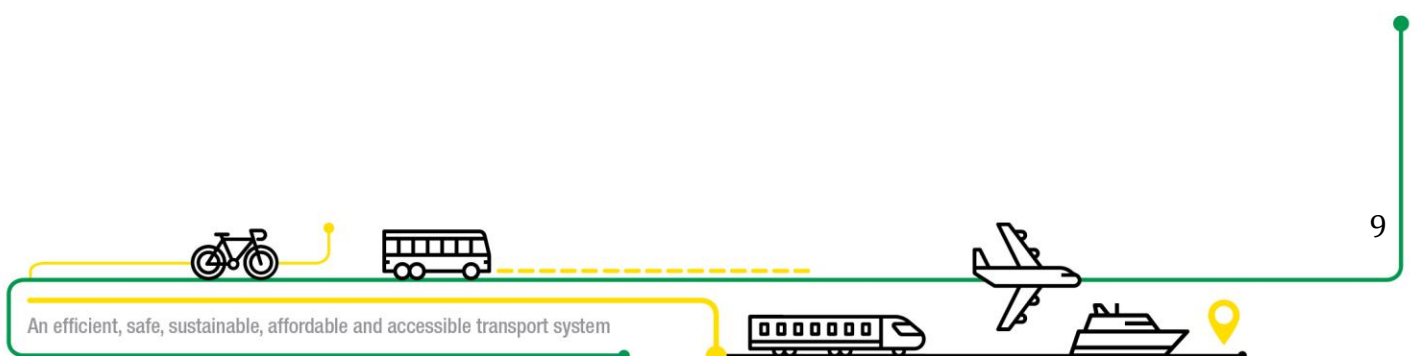 9
An efficient, safe, sustainable, affordable and accessible transport system